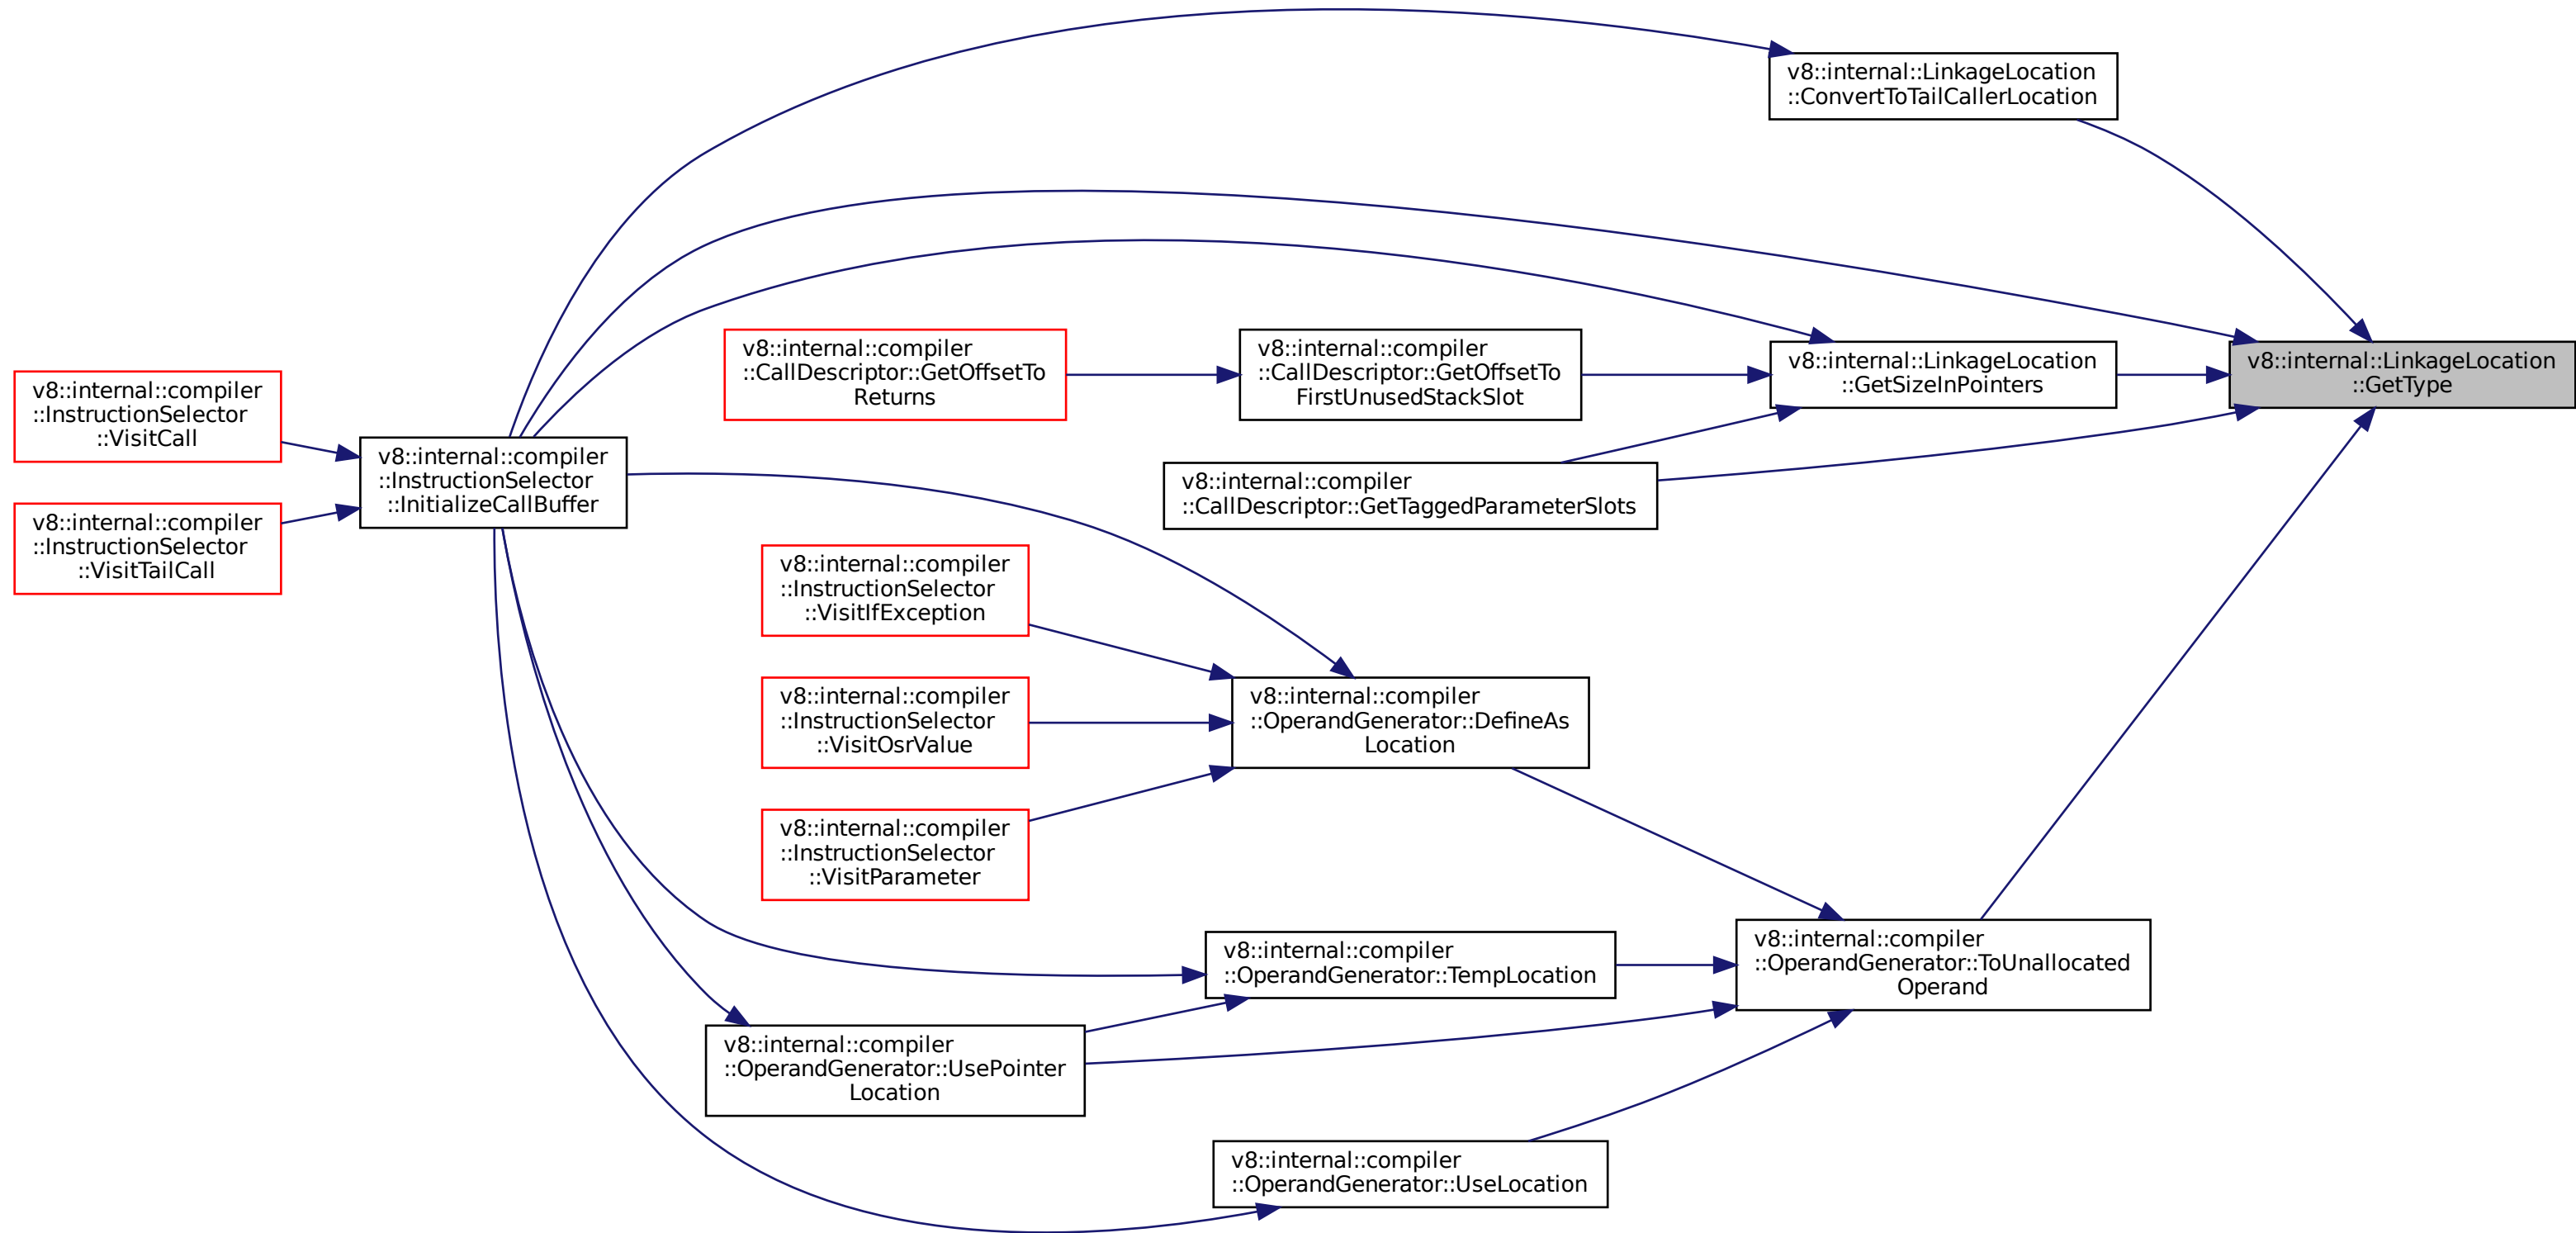 v8::internal::LinkageLocation
::ConvertToTailCallerLocation
v8::internal::compiler
::CallDescriptor::GetOffsetTo
Returns
v8::internal::compiler
::CallDescriptor::GetOffsetTo
FirstUnusedStackSlot
v8::internal::LinkageLocation
::GetSizeInPointers
v8::internal::LinkageLocation
::GetType
v8::internal::compiler
::InstructionSelector
::VisitCall
v8::internal::compiler
::InstructionSelector
::InitializeCallBuffer
v8::internal::compiler
::CallDescriptor::GetTaggedParameterSlots
v8::internal::compiler
::InstructionSelector
::VisitTailCall
v8::internal::compiler
::InstructionSelector
::VisitIfException
v8::internal::compiler
::InstructionSelector
::VisitOsrValue
v8::internal::compiler
::OperandGenerator::DefineAs
Location
v8::internal::compiler
::InstructionSelector
::VisitParameter
v8::internal::compiler
::OperandGenerator::TempLocation
v8::internal::compiler
::OperandGenerator::ToUnallocated
Operand
v8::internal::compiler
::OperandGenerator::UsePointer
Location
v8::internal::compiler
::OperandGenerator::UseLocation